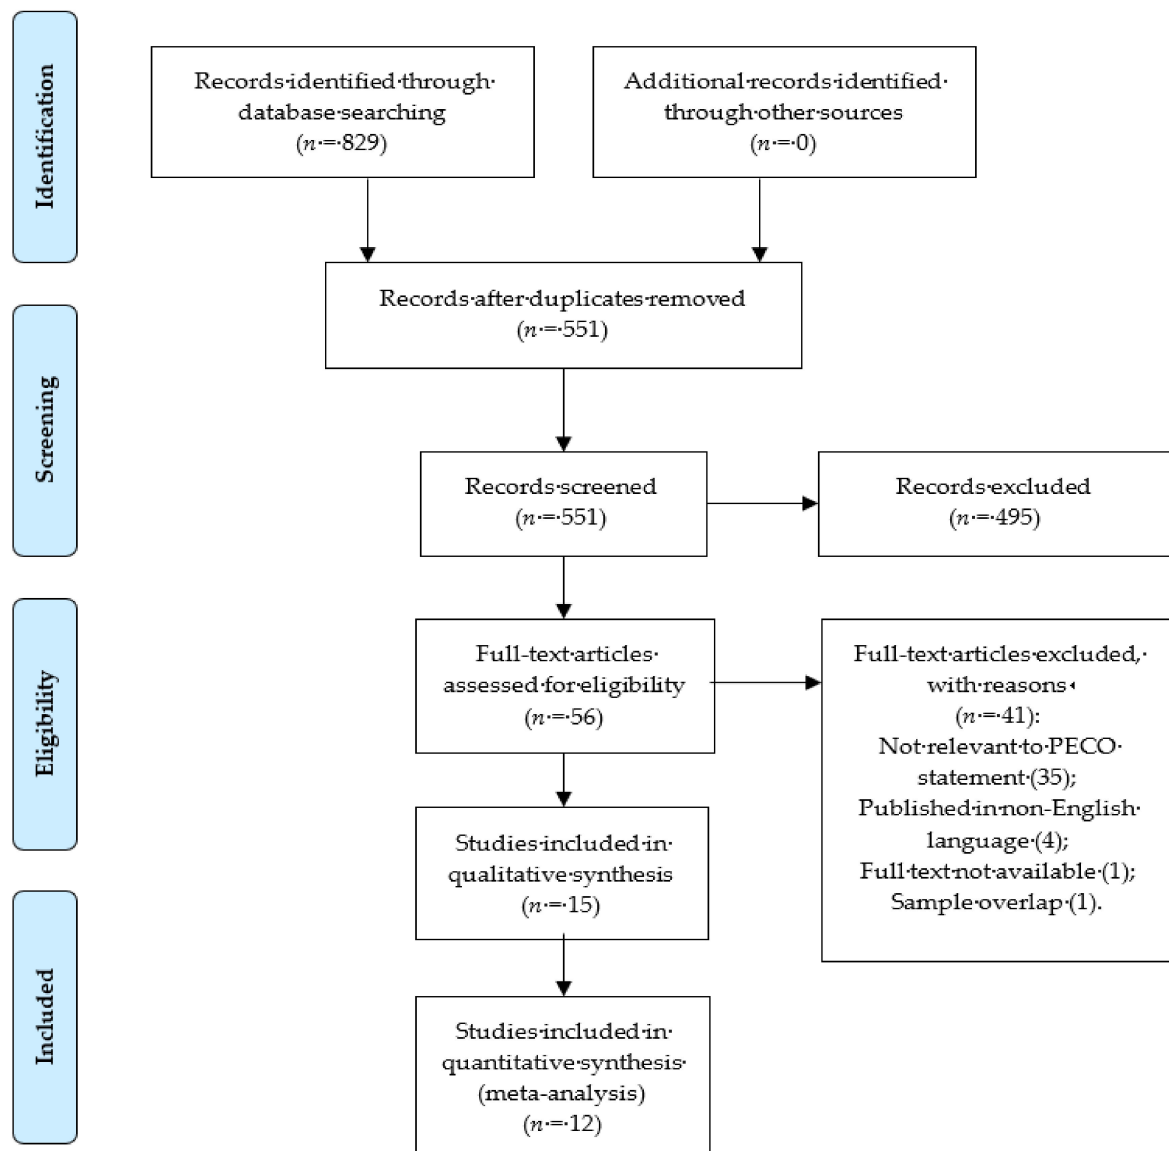 Identification
Records·identified·through·
database·searching
(n·=·829)
Additional·records·identified·
through·other·sources
(n·=·0)
Records·after·duplicates·removed
(n·=·551)
Screening
Records·screened
(n·=·551)
Records·excluded
(n·=·495)
Eligibility
Full-text·articles·
assessed·for·eligibility
(n·=·56)
Full-text·articles·excluded,·
with·reasons·
(n·=·41):
Not·relevant·to·PECO·
statement·(35);
Published·in·non-English·
language·(4);
Full·text·not·available·(1);
Sample·overlap·(1).
Studies·included·in·
qualitative·synthesis
(n·=·15)
Included
Studies·included·in·
quantitative·synthesis·
(meta-analysis)
(n·=·12)